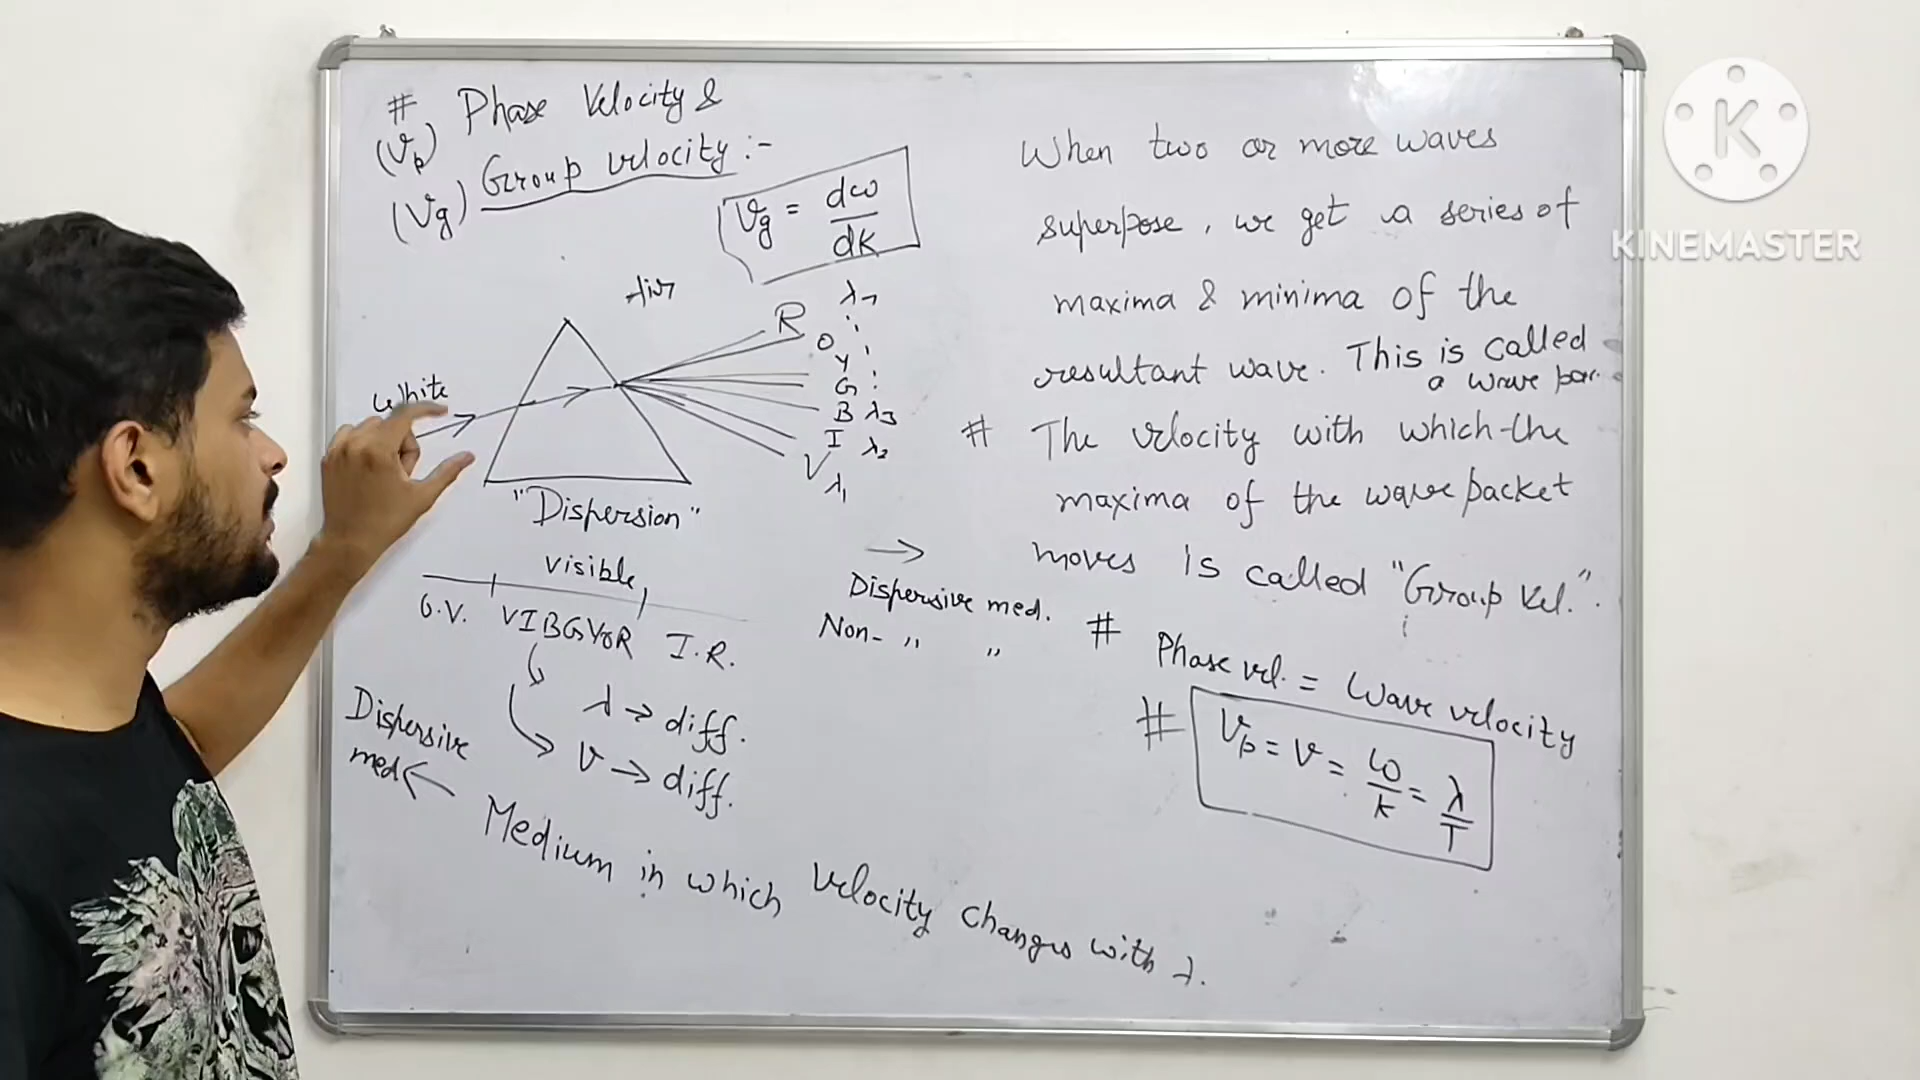 # Phase Velocity &
(Vp)
(Vg) Group velocity :-
Vg = dω/dK
Air
White
R
O
Y
G
B
I
V
λ7
λ3
λ2
λ1
"Dispersion"
visible
U.V. VIBGYOR I.R.
λ → diff.
v → diff.
Dispersive
med ←
Medium in which velocity changes with λ.
→
Dispersive med.
Non- " "
When two or more waves
superpose, we get a series of
maxima & minima of the
resultant wave. This is called
a wave
# The velocity with which the
maxima of the wave packet
moves is called "Group Vel.".
# Phase vel. = Wave velocity
# Vp = v = ω/k = λ/T
K
KINEMASTER